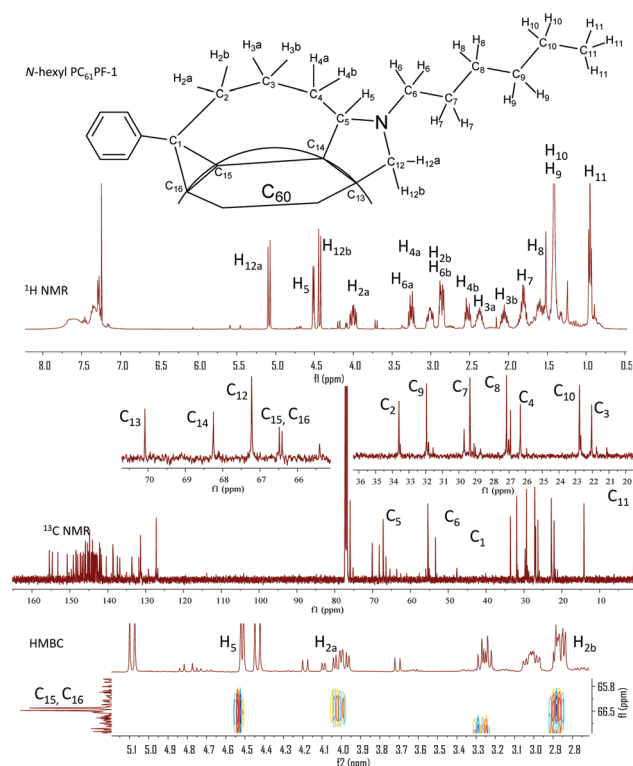 N-hexyl PC61PF-1
H2a
H2b
H3a
H3b
H4a
H4b
H5
C1
C2
C3
C4
C5
N
C14
C15
C16
C60
C13
C12
H12a
H12b
H6
H6
C6
C7
H7
H7
H8
H8
C8
C9
H9
H9
H10
H10
C10
C11
H11
H11
H11
1H NMR
H12a
H5
H12b
H2a
H4a
H6a
H2b
H6b
H4b
H3a
H3b
H7
H8
H10
H9
H11
8.0 7.5 7.0 6.5 6.0 5.5 5.0 4.5 4.0 3.5 3.0 2.5 2.0 1.5 1.0 0.5
fl (ppm)
C13
C14
C12
C15, C16
70 69 68 67 66
f1 (ppm)
C2
C9
C7
C8
C4
C10
C3
36 35 34 33 32 31 30 29 28 27 26 25 24 23 22 21 20
f1 (ppm)
13C NMR
C5
C6
C1
C11
160 150 140 130 120 110 100 90 80 70 60 50 40 30 20 10
f1 (ppm)
HMBC
H5
H2a
H2b
C15, C16
65.8
66.5
fl (ppm)
5.1 5.0 4.9 4.8 4.7 4.6 4.5 4.4 4.3 4.2 4.1 4.0 3.9 3.8 3.7 3.6 3.5 3.4 3.3 3.2 3.1 3.0 2.9 2.8
f2 (ppm)